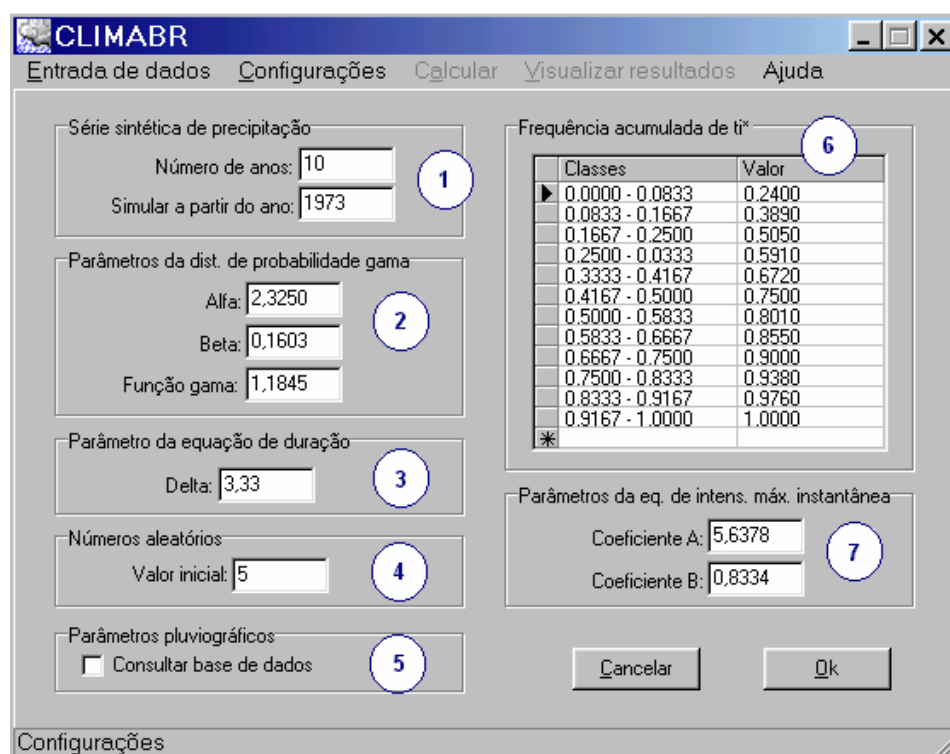 CLIMABR
Entrada de dados Configurações Calcular Visualizar resultados Ajuda
Série sintética de precipitação
Número de anos: 10
Simular a partir do ano: 1973
1
Parâmetros da dist. de probabilidade gama
Alfa: 2,3250
Beta: 0,1603
Função gama: 1,1845
2
Parâmetro da equação de duração
Delta: 3,33
3
Números aleatórios
Valor inicial: 5
4
Parâmetros pluviográficos
Consultar base de dados
5
Frequência acumulada de ti*
6
Classes Valor
0.0000 - 0.0833 0.2400
0.0833 - 0.1667 0.3890
0.1667 - 0.2500 0.5050
0.2500 - 0.0333 0.5910
0.3333 - 0.4167 0.6720
0.4167 - 0.5000 0.7500
0.5000 - 0.5833 0.8010
0.5833 - 0.6667 0.8550
0.6667 - 0.7500 0.9000
0.7500 - 0.8333 0.9380
0.8333 - 0.9167 0.9760
0.9167 - 1.0000 1.0000
Parâmetros da eq. de intens. máx. instantânea
Coeficiente A: 5,6378
Coeficiente B: 0,8334
7
Cancelar Ok
Configurações